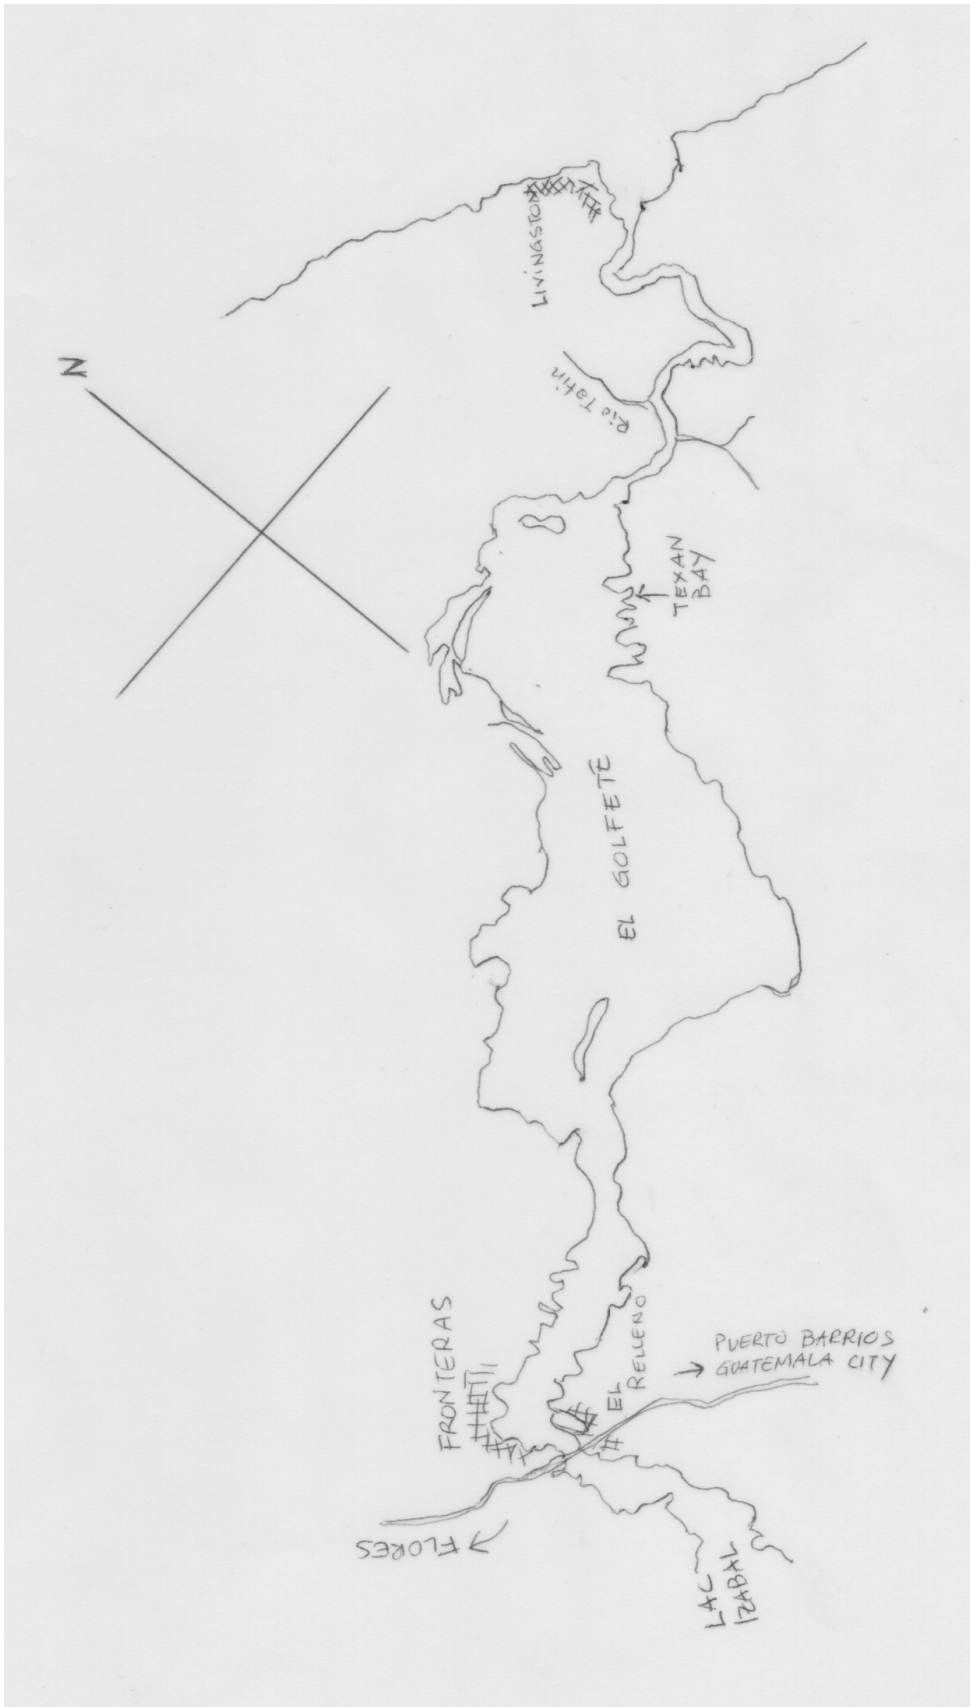 N
LIVINGSTON
Rio Tatin
TEXAN
BAY
EL GOLFETE
FRONTERAS
EL
RELLENO
PUERTO BARRIOS
GUATEMALA CITY
FLORES
LAC
IZABAL